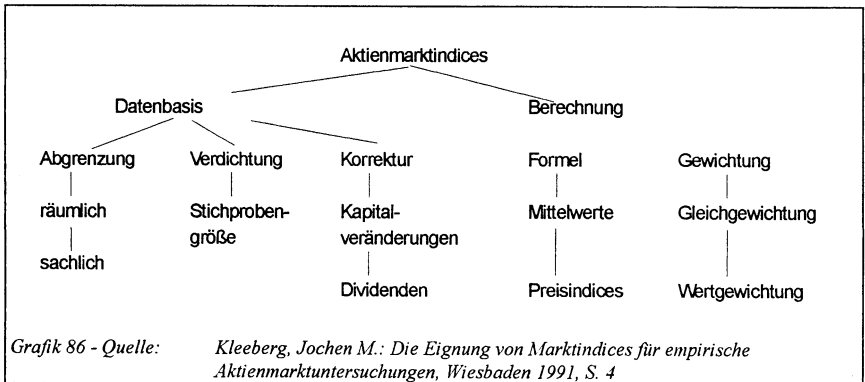 Aktienmarktindices
Datenbasis Berechnung
Abgrenzung Verdichtung Korrektur Formel Gewichtung
räumlich Stichproben- Kapital- Mittelwerte Gleichgewichtung
größe veränderungen
sachlich
Dividenden Preisindices Wertgewichtung
Grafik 86 - Quelle: Kleeberg, Jochen M.: Die Eignung von Marktindices für empirische
Aktienmarktuntersuchungen, Wiesbaden 1991, S. 4